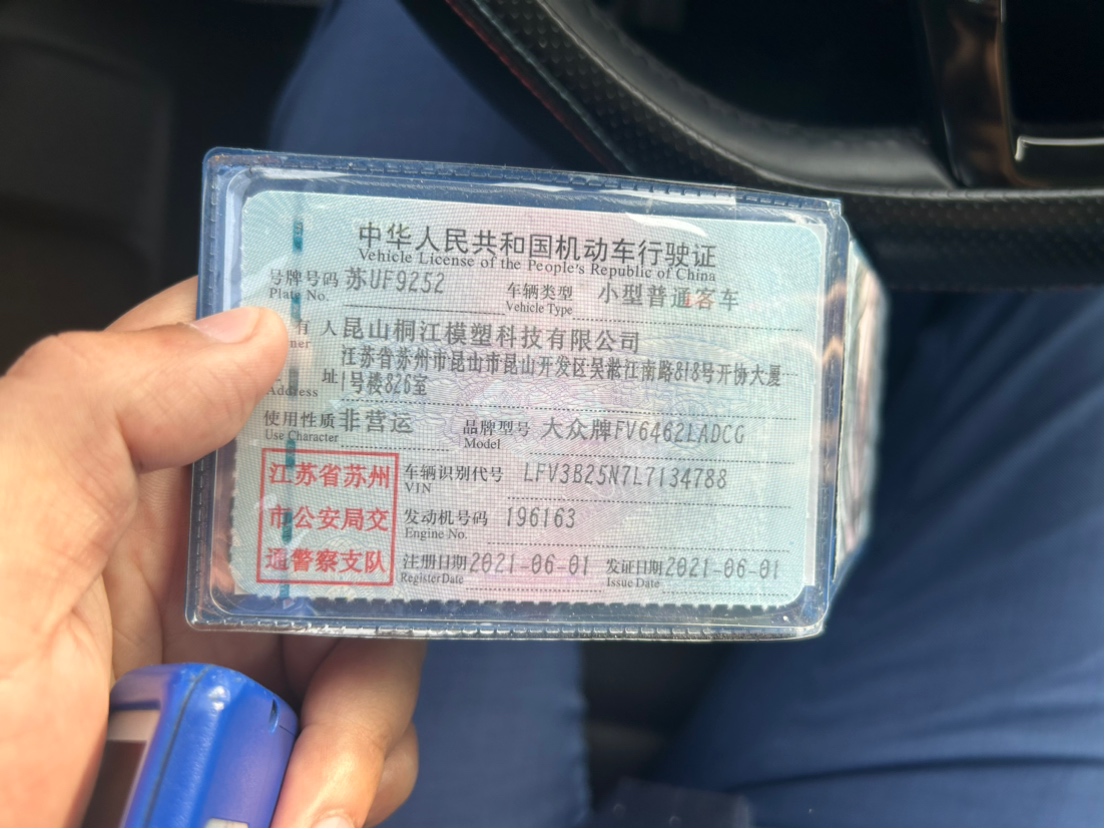 中华人民共和国机动车行驶证
Vehicle License of the People's Republic of China
号牌号码 苏UF9252 车辆类型 小型普通客车
Plate No. Vehicle Type
有 人 昆山桐江模塑科技有限公司
ner
江苏省苏州市昆山市昆山开发区吴淞江南路818号开协大厦一
址 号楼826室
Address
使用性质 非营运 品牌型号 大众牌FV6462LADCG
Use Character Model
江苏省苏州 车辆识别代号 LFV3B25N7L7134788
VIN
市公安局交 发动机号码 196163
Engine No.
通警察支队 注册日期 2021-06-01 发证日期 2021-06-01
Register Date Issue Date